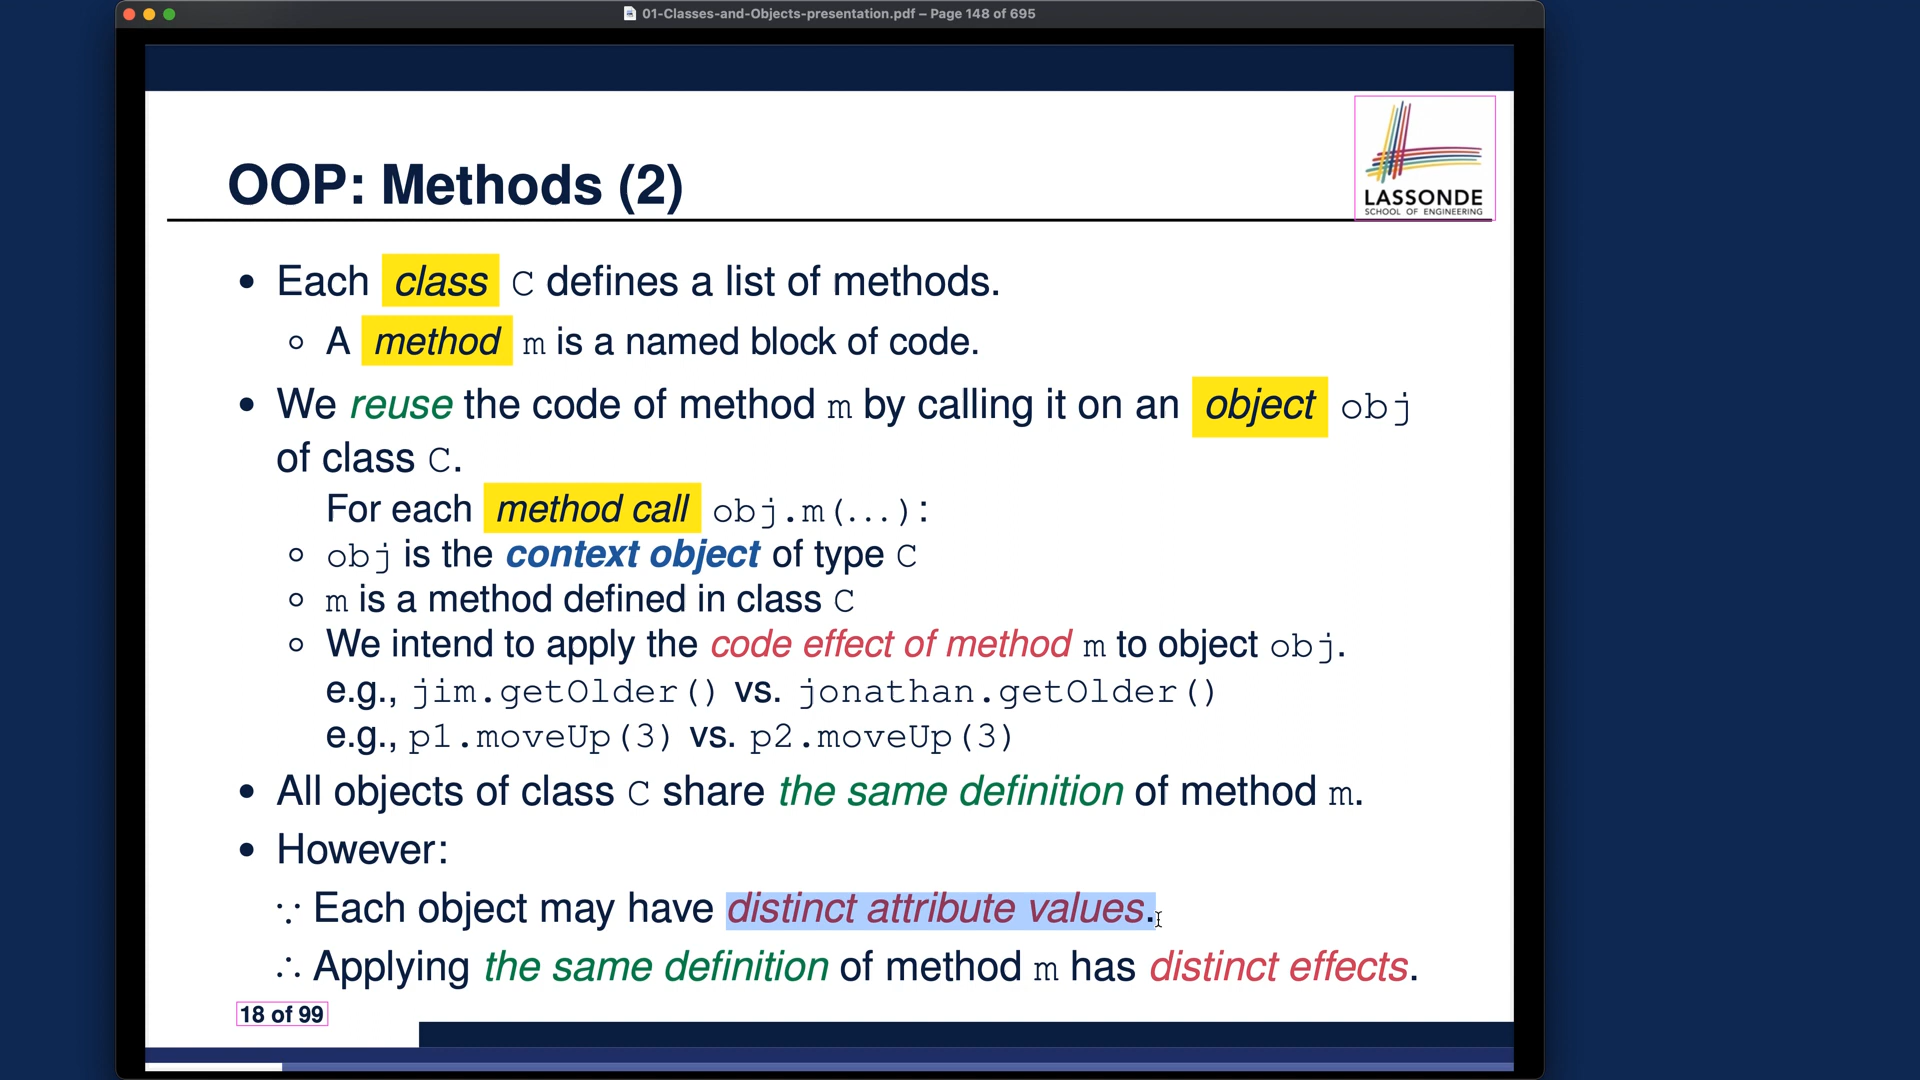 01-Classes-and-Objects-presentation.pdf – Page 148 of 695
LASSONDE
SCHOOL OF ENGINEERING
OOP: Methods (2)
• Each class C defines a list of methods.
◦ A method m is a named block of code.
• We reuse the code of method m by calling it on an object obj
of class C.
For each method call obj.m(...):
◦ obj is the context object of type C
◦ m is a method defined in class C
◦ We intend to apply the code effect of method m to object obj.
e.g., jim.getOlder() vs. jonathan.getOlder()
e.g., p1.moveUp(3) vs. p2.moveUp(3)
• All objects of class C share the same definition of method m.
• However:
∵ Each object may have distinct attribute values.
∴ Applying the same definition of method m has distinct effects.
18 of 99